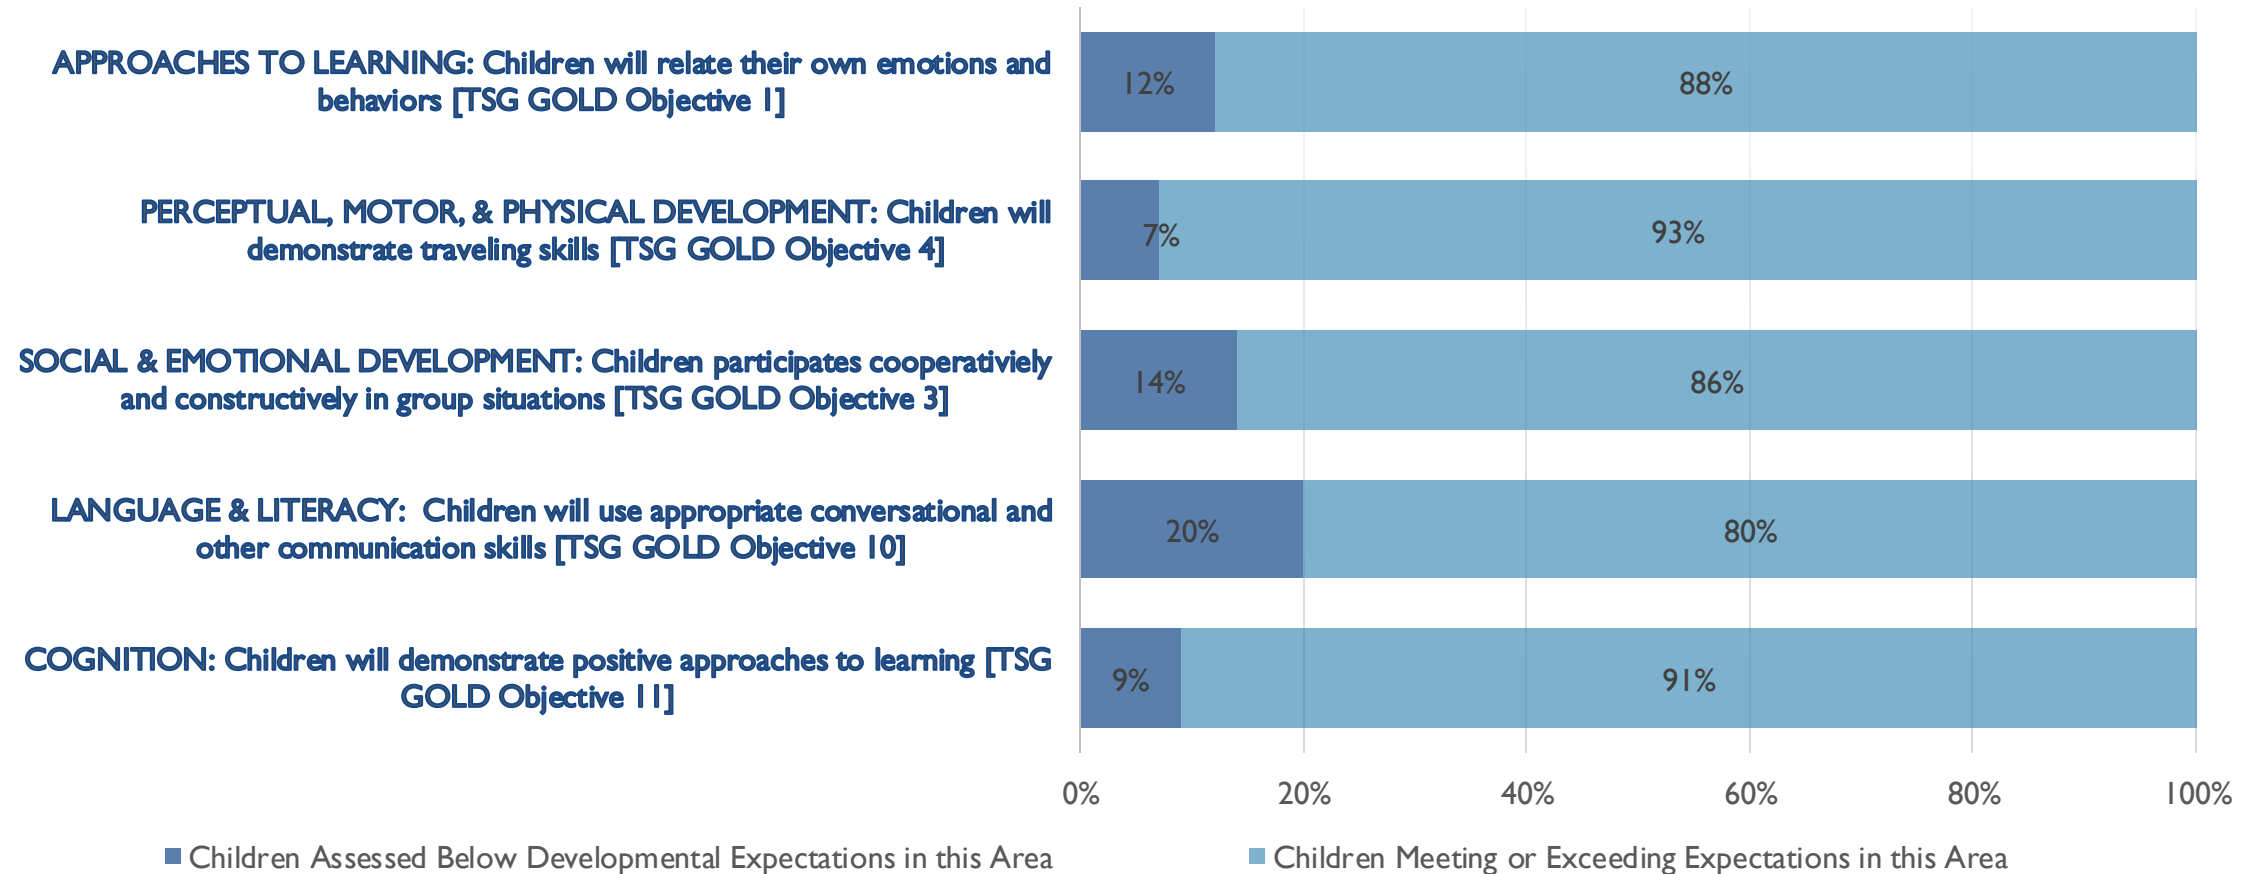 APPROACHES TO LEARNING: Children will relate their own emotions and
behaviors [TSG GOLD Objective 1]
12%
88%
PERCEPTUAL, MOTOR, & PHYSICAL DEVELOPMENT: Children will
demonstrate traveling skills [TSG GOLD Objective 4]
7%
93%
SOCIAL & EMOTIONAL DEVELOPMENT: Children participates cooperativiely
and constructively in group situations [TSG GOLD Objective 3]
14%
86%
LANGUAGE & LITERACY: Children will use appropriate conversational and
other communication skills [TSG GOLD Objective 10]
20%
80%
COGNITION: Children will demonstrate positive approaches to learning [TSG
GOLD Objective 11]
9%
91%
0%
20%
40%
60%
80%
100%
Children Assessed Below Developmental Expectations in this Area
Children Meeting or Exceeding Expectations in this Area